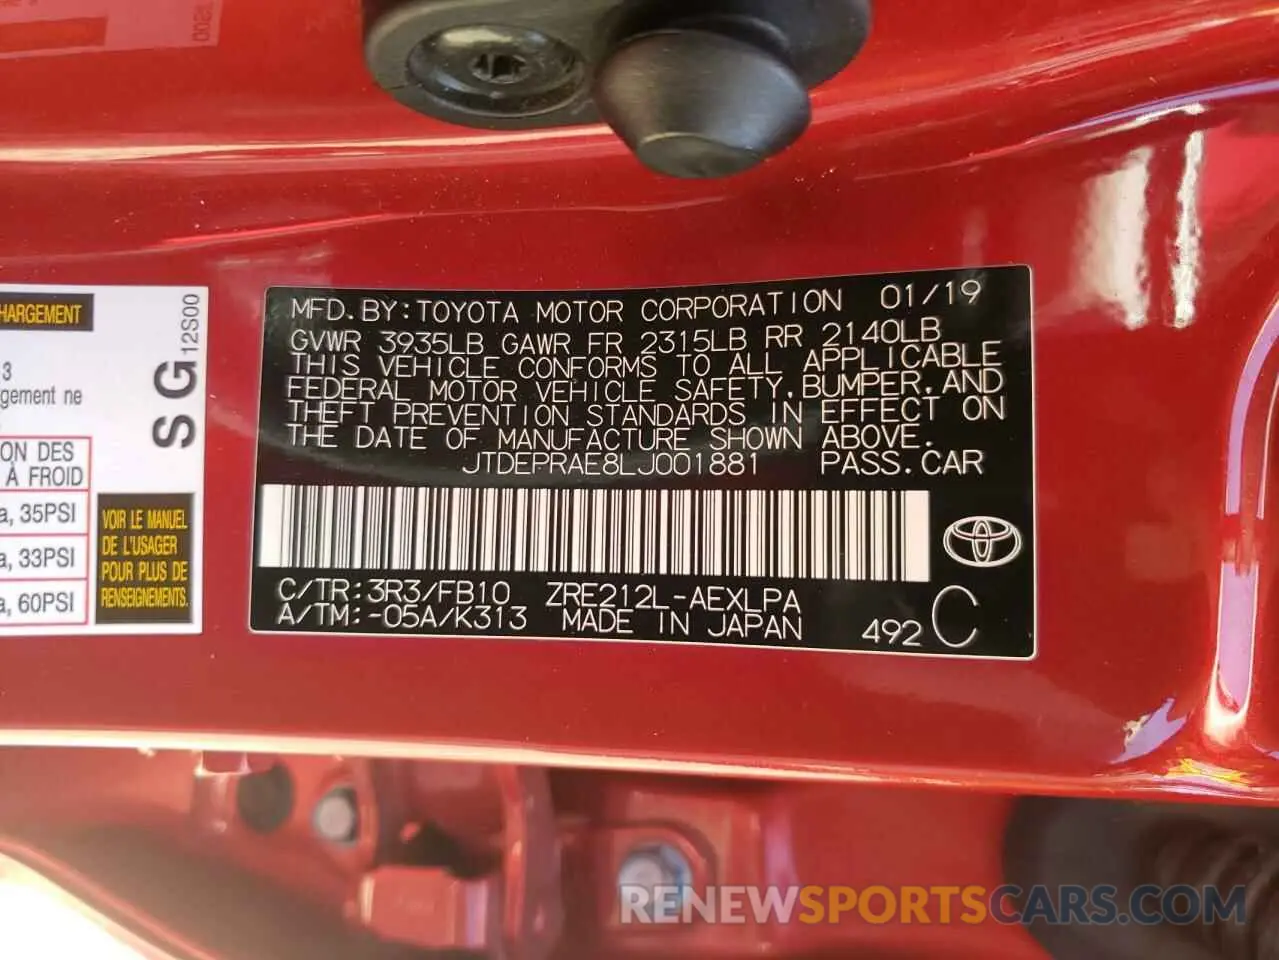 0025
CHARGEMENT
3
gement ne
ON DES
À FROID
a, 35PSI
a, 33PSI
a, 60PSI
SG 12S00
VOIR LE MANUEL
DE L'USAGER
POUR PLUS DE
RENSEIGNEMENTS.
MFD. BY: TOYOTA MOTOR CORPORATION 01/19
GVWR 3935LB GAWR FR 2315LB RR 2140LB
THIS VEHICLE CONFORMS TO ALL APPLICABLE
FEDERAL MOTOR VEHICLE SAFETY, BUMPER, AND
THEFT PREVENTION STANDARDS IN EFFECT ON
THE DATE OF MANUFACTURE SHOWN ABOVE.
JTDEPRAE8LJ001881 PASS.CAR
C/TR:3R3/FB10 ZRE212L-AEXLPA
A/TM:-05A/K313 MADE IN JAPAN 492 C
RENEWSPORTSCARS.COM